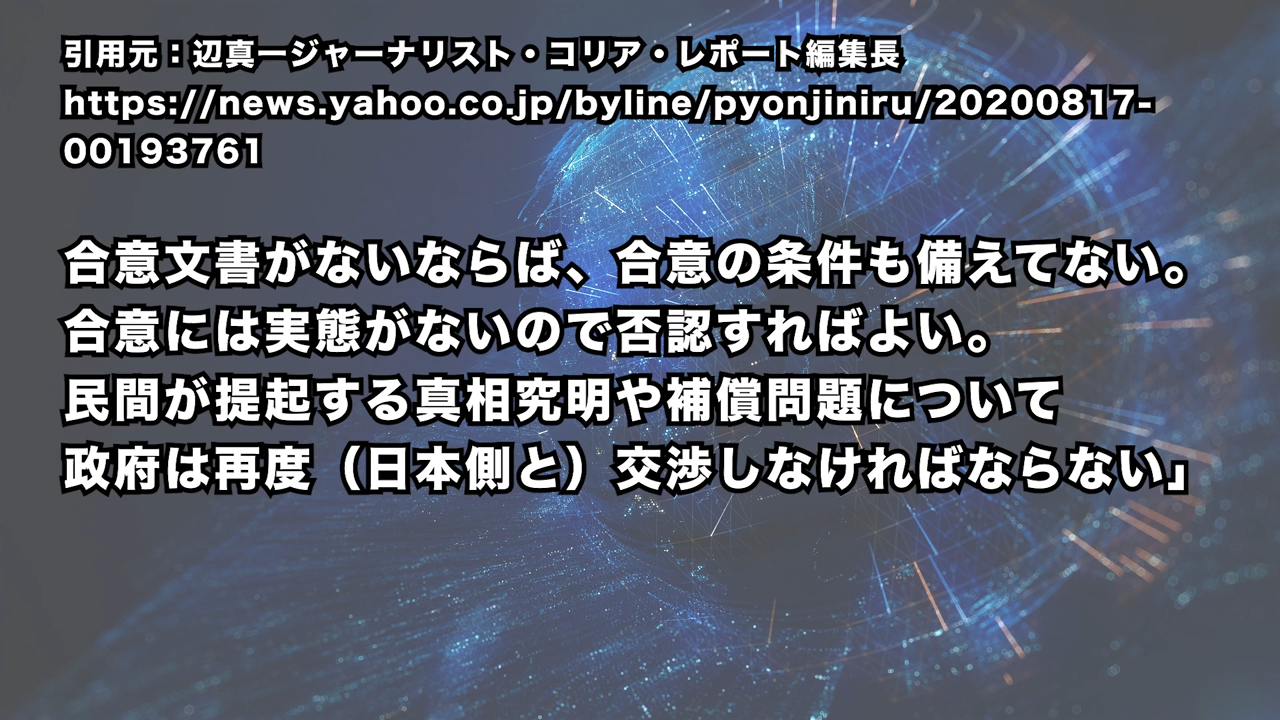 引用元：辺真一ジャーナリスト・コリア・レポート編集長
https://news.yahoo.co.jp/byline/pyonjiniru/20200817-
00193761
合意文書がないならば、合意の条件も備えてない。
合意には実態がないので否認すればよい。
民間が提起する真相究明や補償問題について
政府は再度（日本側と）交渉しなければならない」